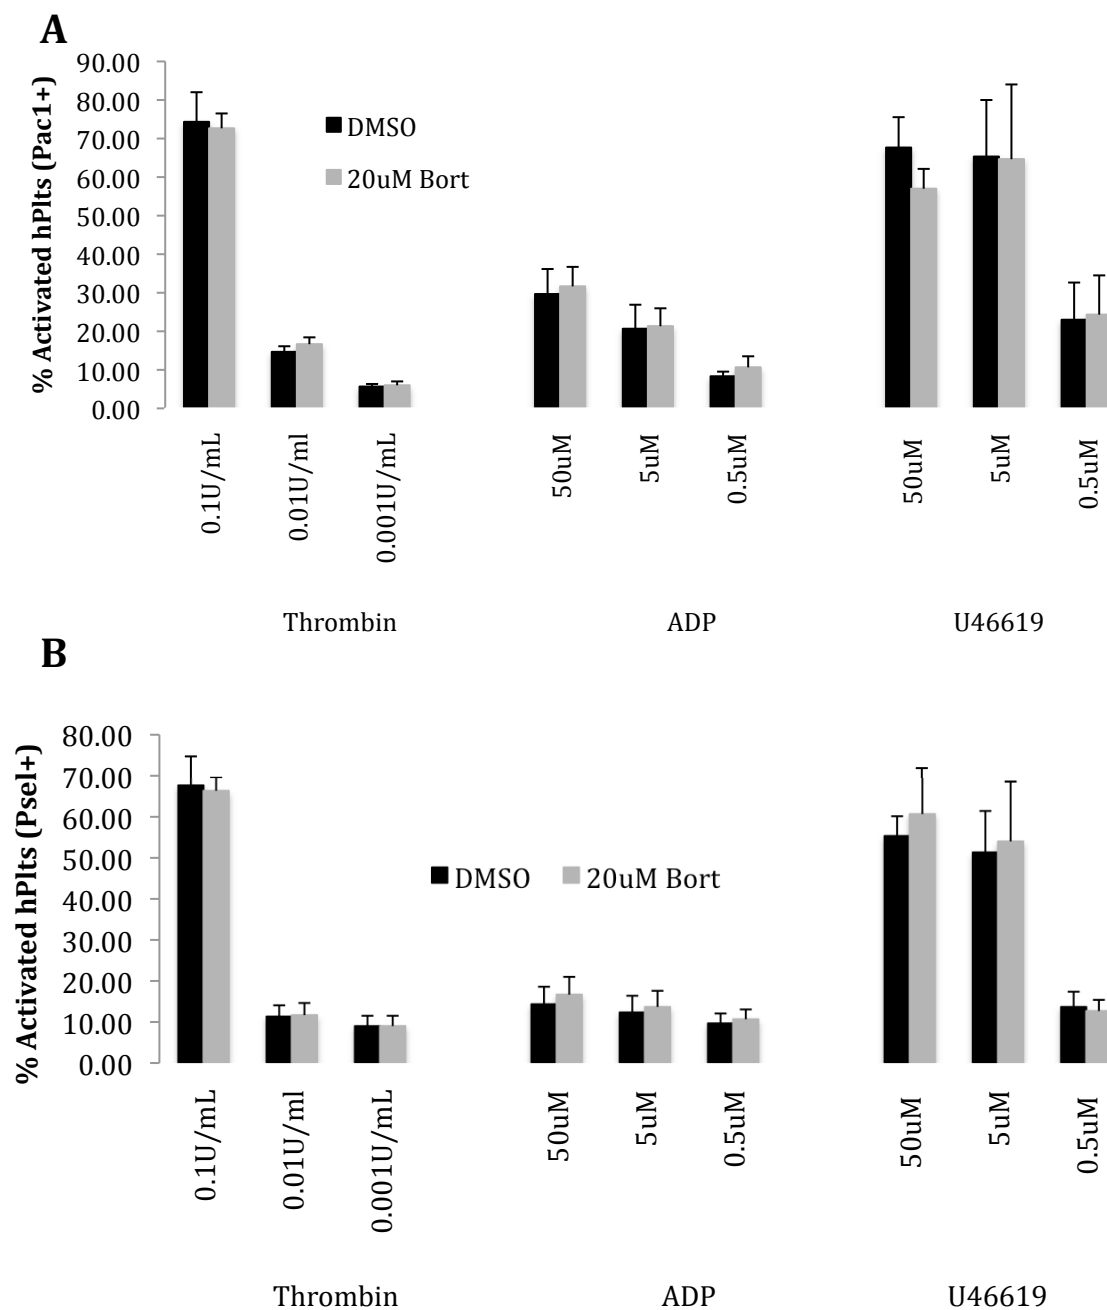 A
% Activated hPlts (Pac1+)
90.00
80.00
70.00
60.00
50.00
40.00
30.00
20.00
10.00
0.00
DMSO
20uM Bort
0.1U/mL
0.01U/ml
0.001U/mL
50uM
5uM
0.5uM
50uM
5uM
0.5uM
Thrombin
ADP
U46619
B
% Activated hPlts (Psel+)
80.00
70.00
60.00
50.00
40.00
30.00
20.00
10.00
0.00
DMSO
20uM Bort
0.1U/mL
0.01U/ml
0.001U/mL
50uM
5uM
0.5uM
50uM
5uM
0.5uM
Thrombin
ADP
U46619